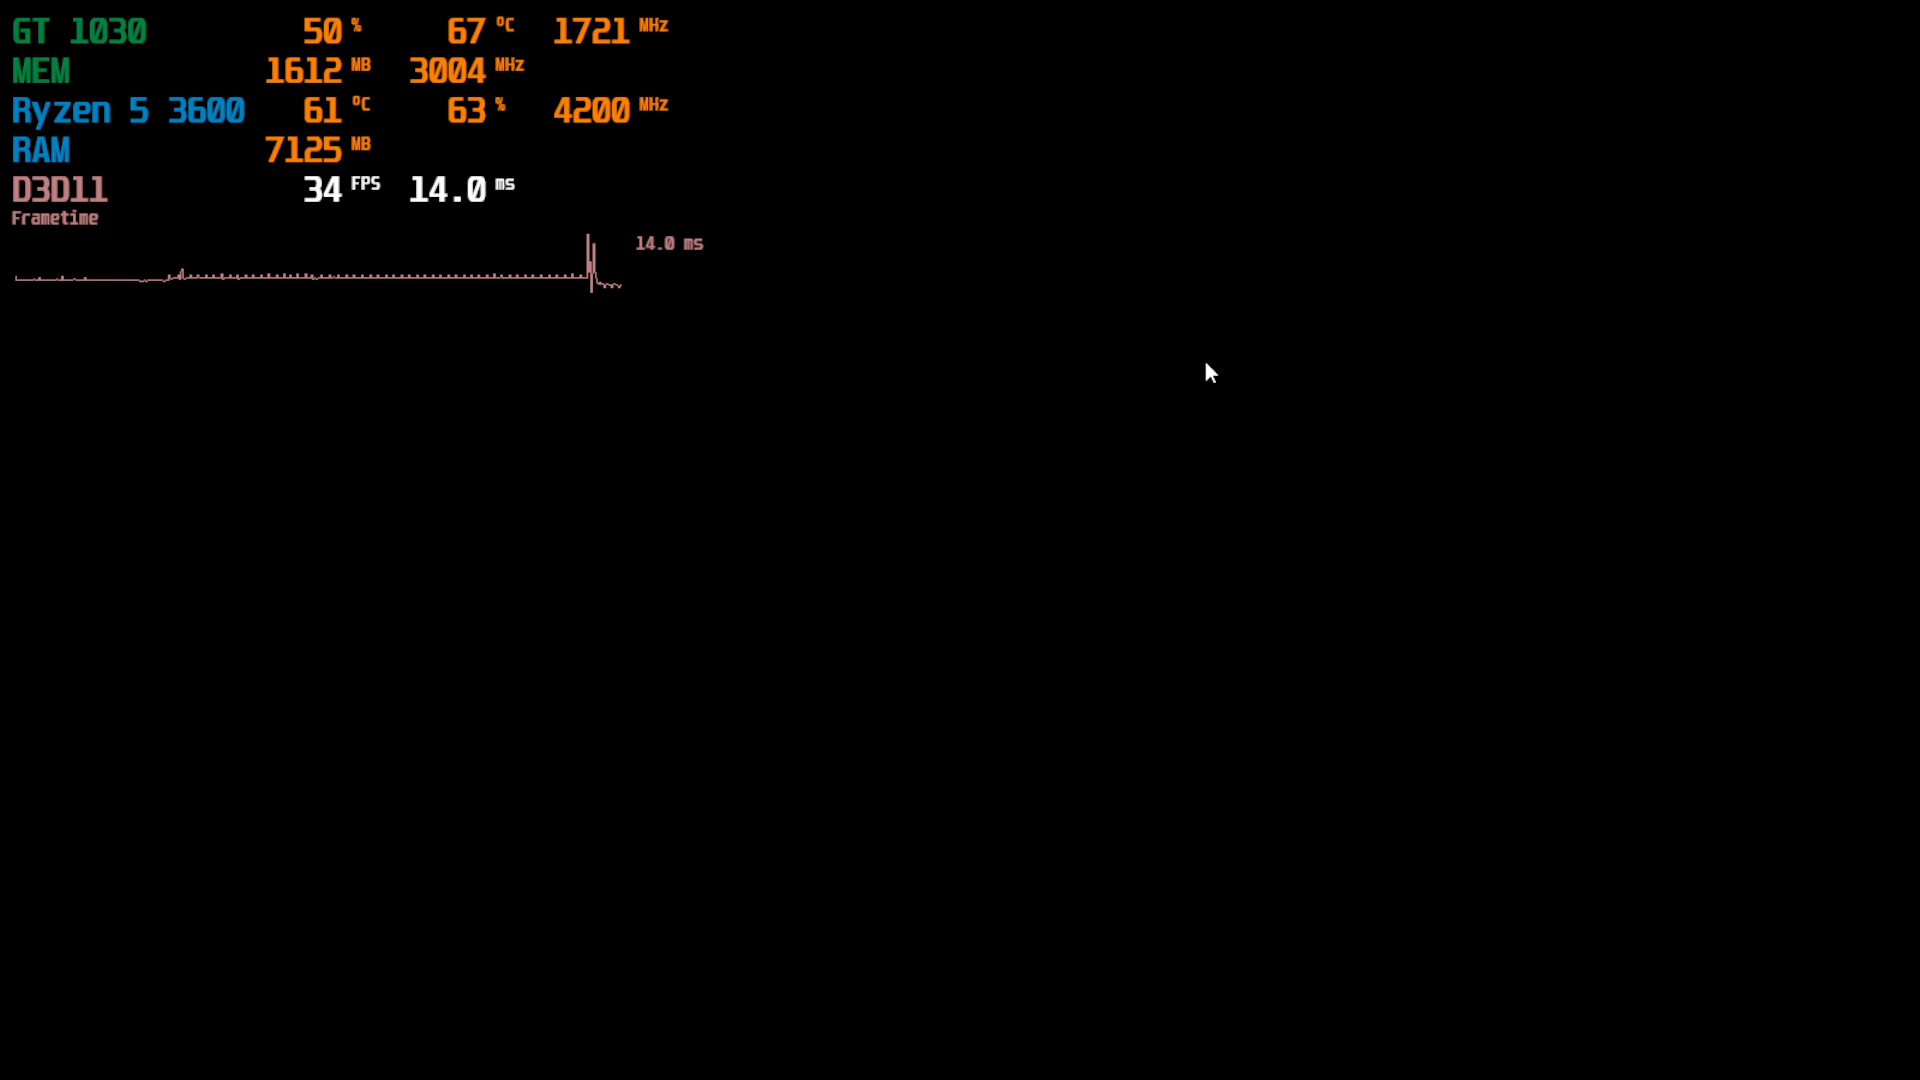 GT 1030 50 % 67 °C 1721 MHz
MEM 1612 MB 3004 MHz
Ryzen 5 3600 61 °C 63 % 4200 MHz
RAM 7125 MB
D3D11 34 FPS 14.0 ms
Frametime
14.0 ms